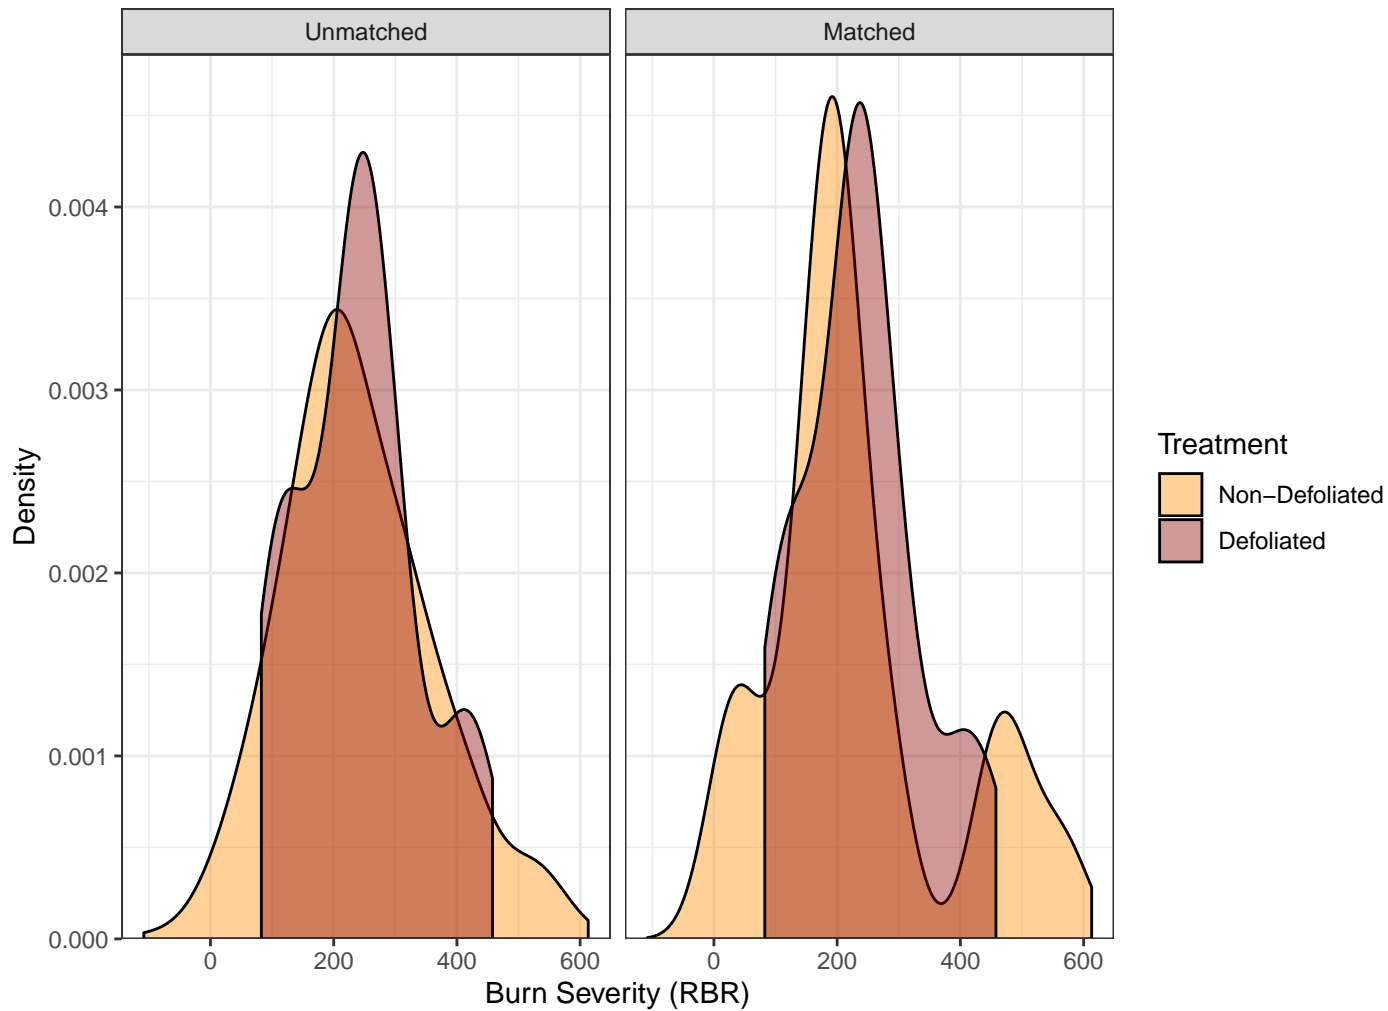 Unmatched
Matched
Density
0.004
0.003
0.002
0.001
0.000
0
200
400
600
0
200
400
600
Burn Severity (RBR)
Treatment
Non−Defoliated
Defoliated